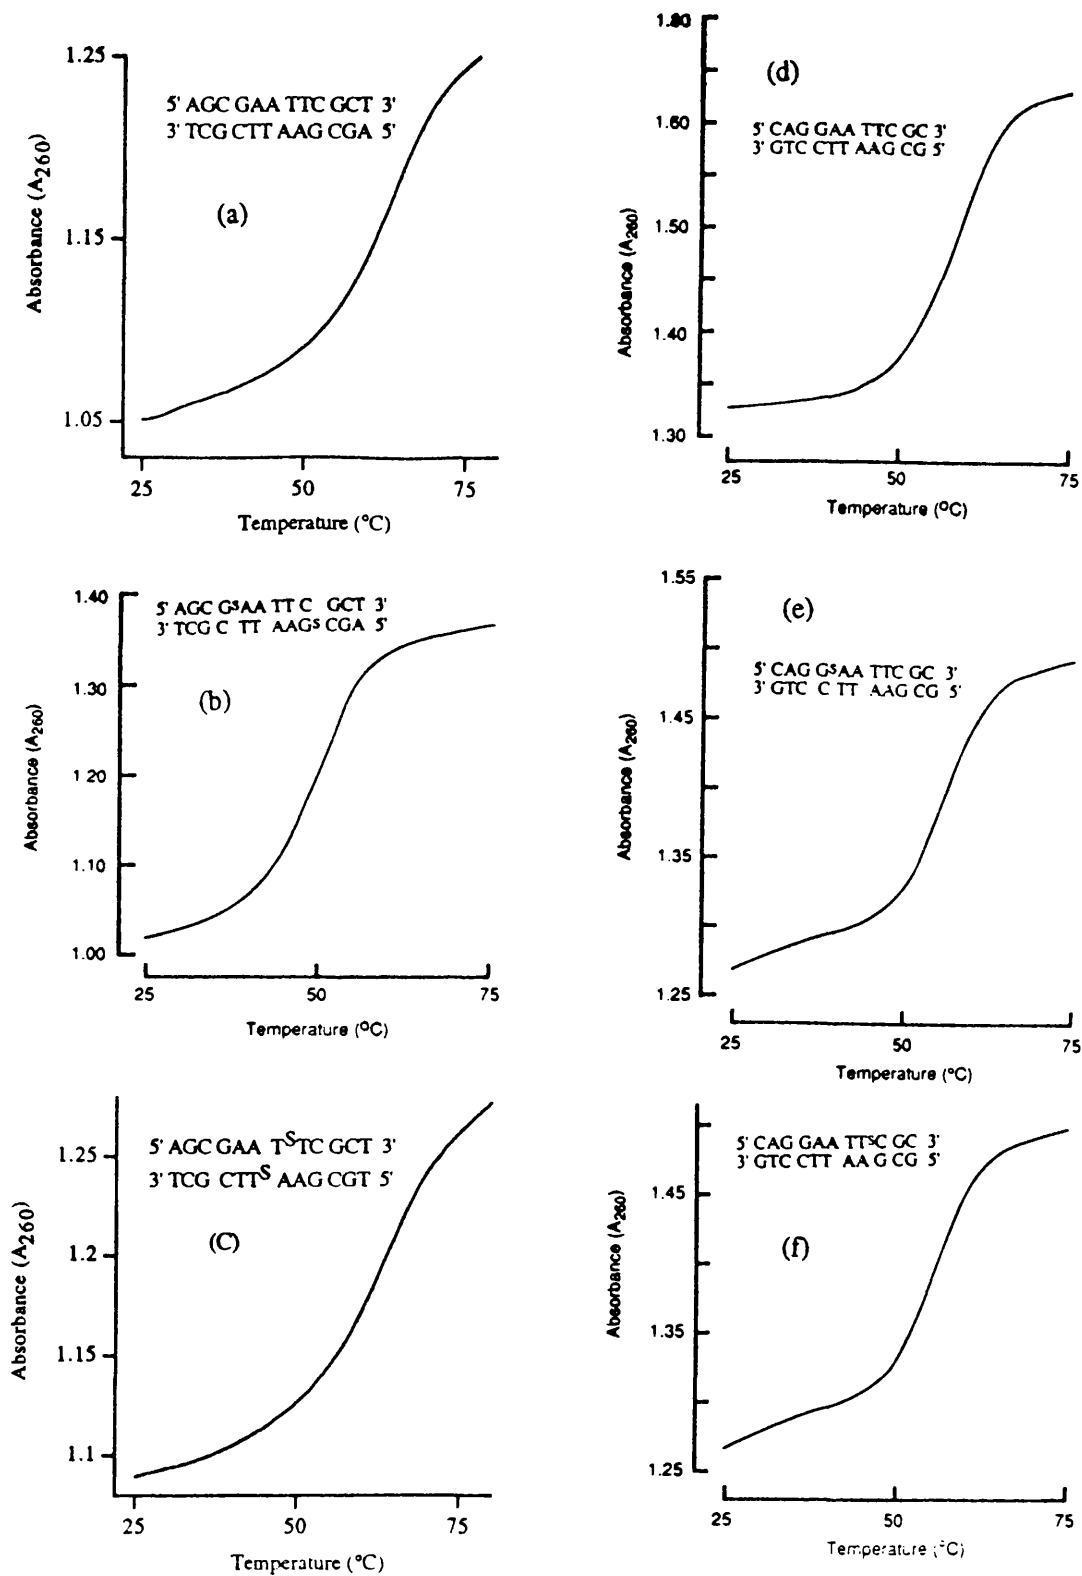 1.25
1.15
1.05
Absorbance (A260)
5' AGC GAA TTC GCT 3'
3' TCG CTT AAG CGA 5'
(a)
25 50 75
Temperature (°C)
1.80
1.60
1.50
1.40
1.30
Absorbance (A260)
(d)
5' CAG GAA TTC GC 3'
3' GTC CTT AAG CG 5'
25 50 75
Temperature (°C)
1.40
1.30
1.20
1.10
1.00
Absorbance (A260)
5' AGC GsAA TT C GCT 3'
3' TCG C TT AAGs CGA 5'
(b)
25 50 75
Temperature (°C)
1.55
1.45
1.35
1.25
Absorbance (A260)
(e)
5' CAG GsAA TTC GC 3'
3' GTC C TT AAG CG 5'
25 50 75
Temperature (°C)
1.25
1.2
1.15
1.1
Absorbance (A260)
5' AGC GAA TSTC GCT 3'
3' TCG CTTS AAG CGT 5'
(C)
25 50 75
Temperature (°C)
1.45
1.35
1.25
Absorbance (A260)
5' CAG GAA TTsC GC 3'
3' GTC CTT AA G CG 5'
(f)
25 50 75
Temperature (°C)